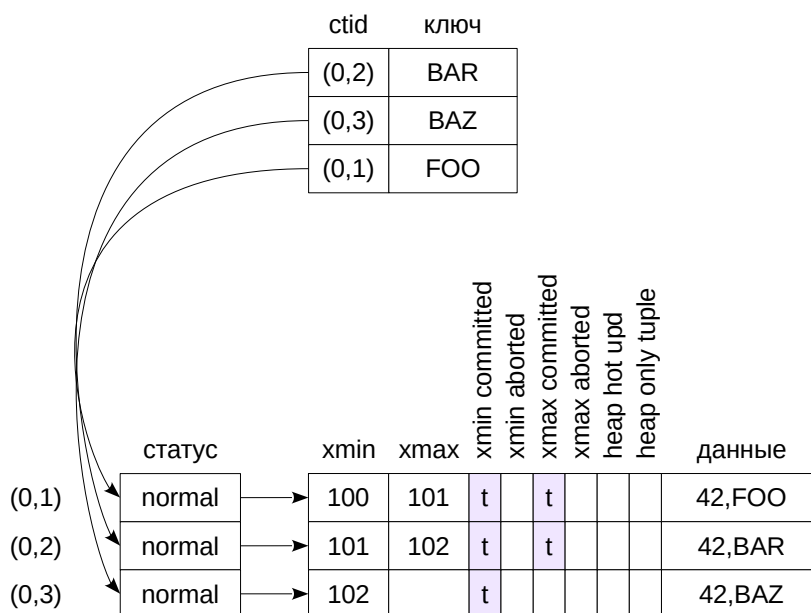 ctid ключ
(0,2) BAR
(0,3) BAZ
(0,1) FOO
статус xmin xmax xmin committed xmin aborted xmax committed xmax aborted heap hot upd heap only tuple данные
(0,1) normal 100 101 t t 42,FOO
(0,2) normal 101 102 t t 42,BAR
(0,3) normal 102 t 42,BAZ